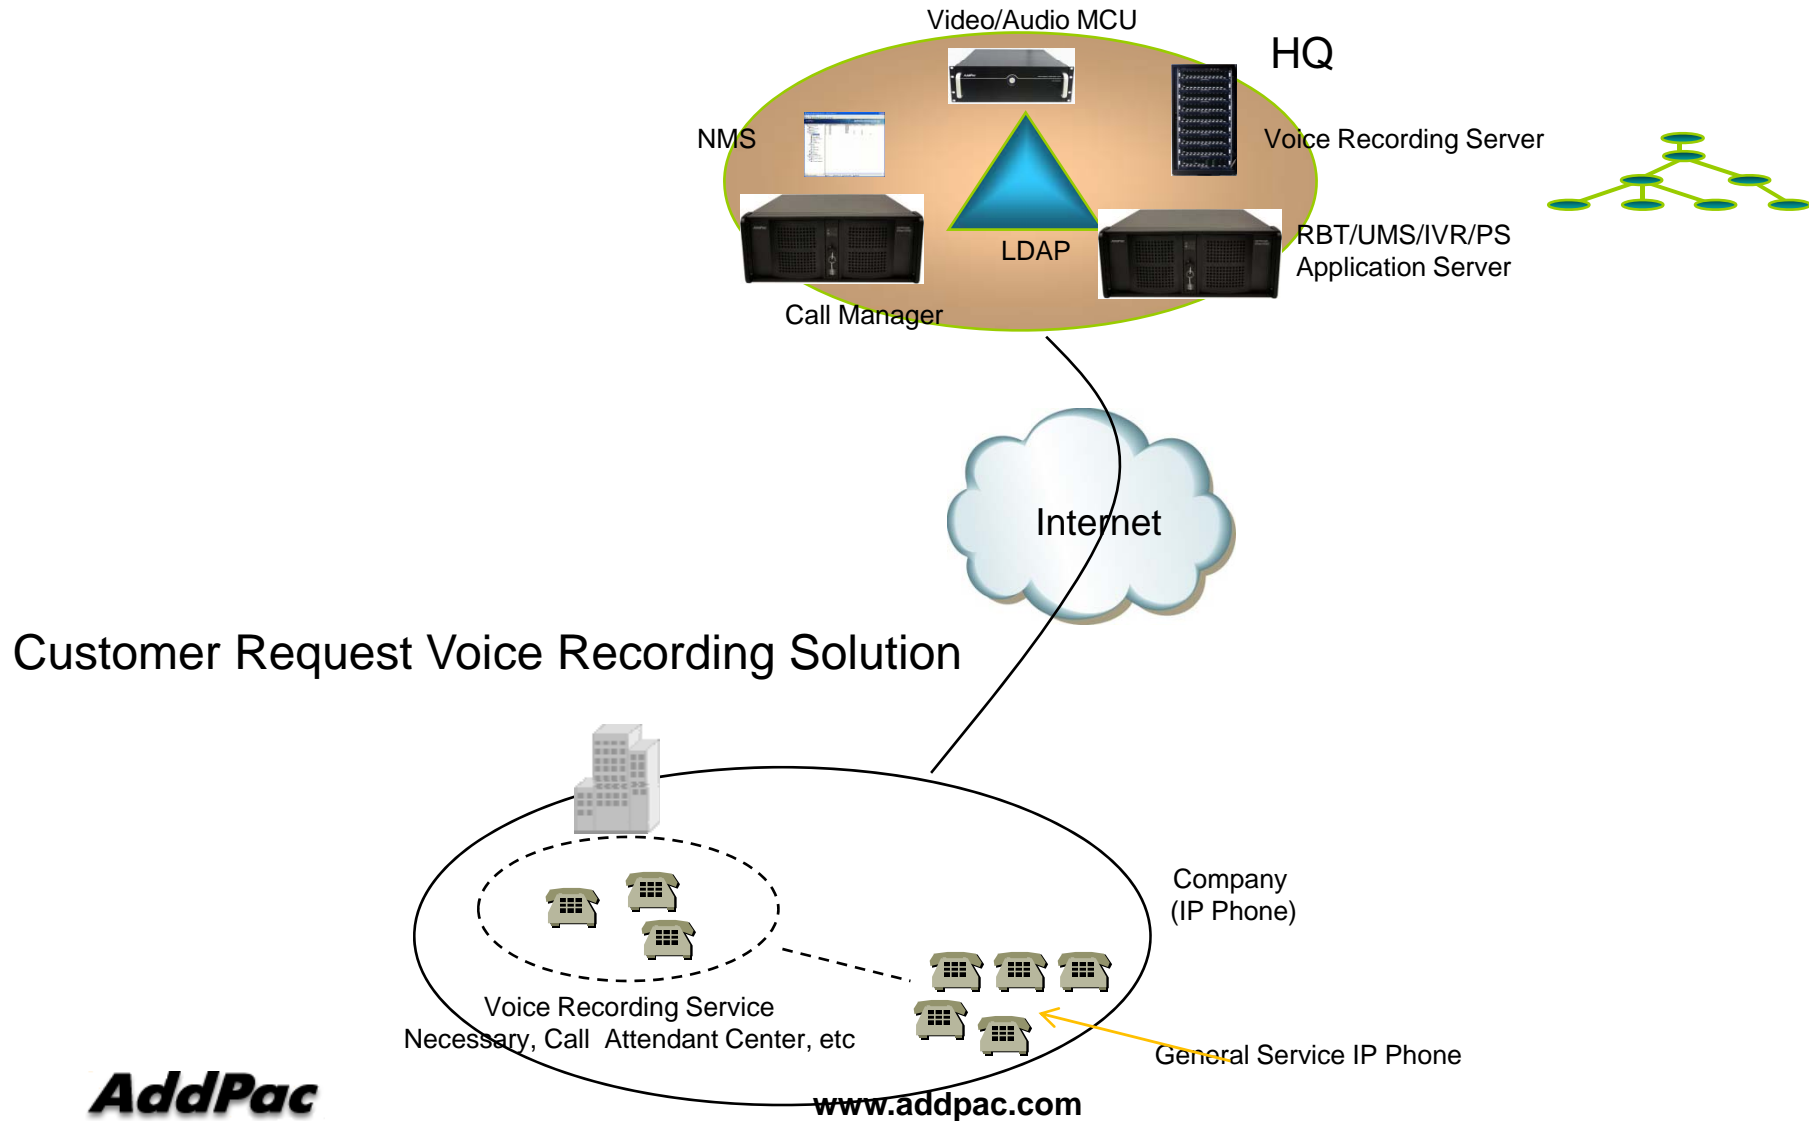 Video/Audio MCU
HQ
NMS
Voice Recording Server
LDAP
RBT/UMS/IVR/PS
Application Server
Call Manager
Internet
Customer Request Voice Recording Solution
Company
(IP Phone)
Voice Recording Service
Necessary, Call Attendant Center, etc
General Service IP Phone
AddPac
www.addpac.com